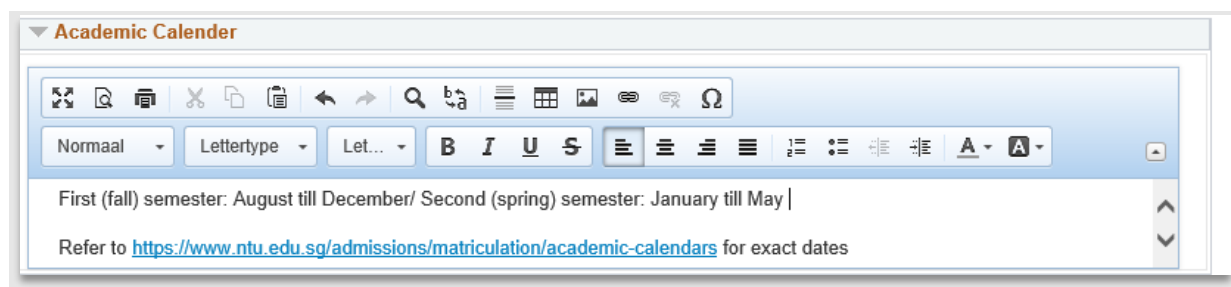 Academic Calender
Normaal Lettertype Let... B I U S A A
First (fall) semester: August till December/ Second (spring) semester: January till May
Refer to https://www.ntu.edu.sg/admissions/matriculation/academic-calendars for exact dates